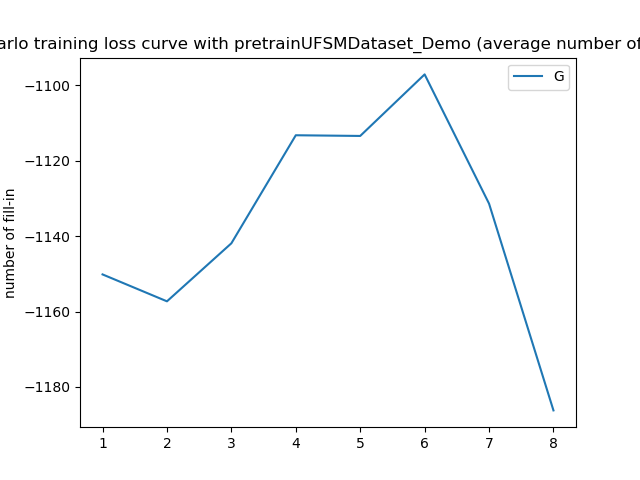 arlo training loss curve with pretrainUFSMDataset_Demo (average number of
G
number of fill-in
−1100
−1120
−1140
−1160
−1180
1 2 3 4 5 6 7 8